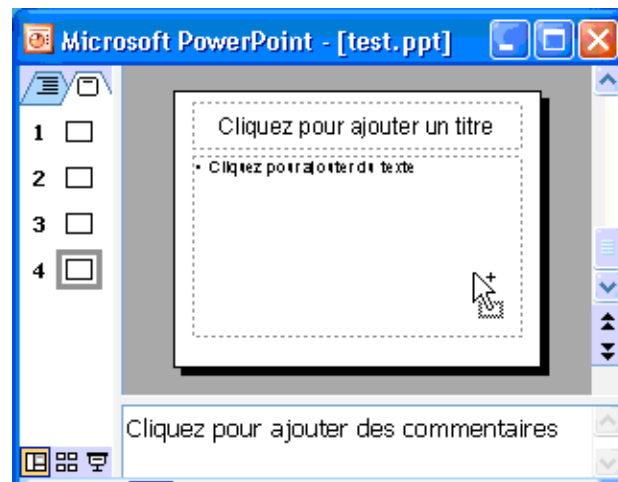 Microsoft PowerPoint - [test.ppt]
1
2
3
4
Cliquez pour ajouter un titre
• Cliquez pour ajouter du texte
Cliquez pour ajouter des commentaires